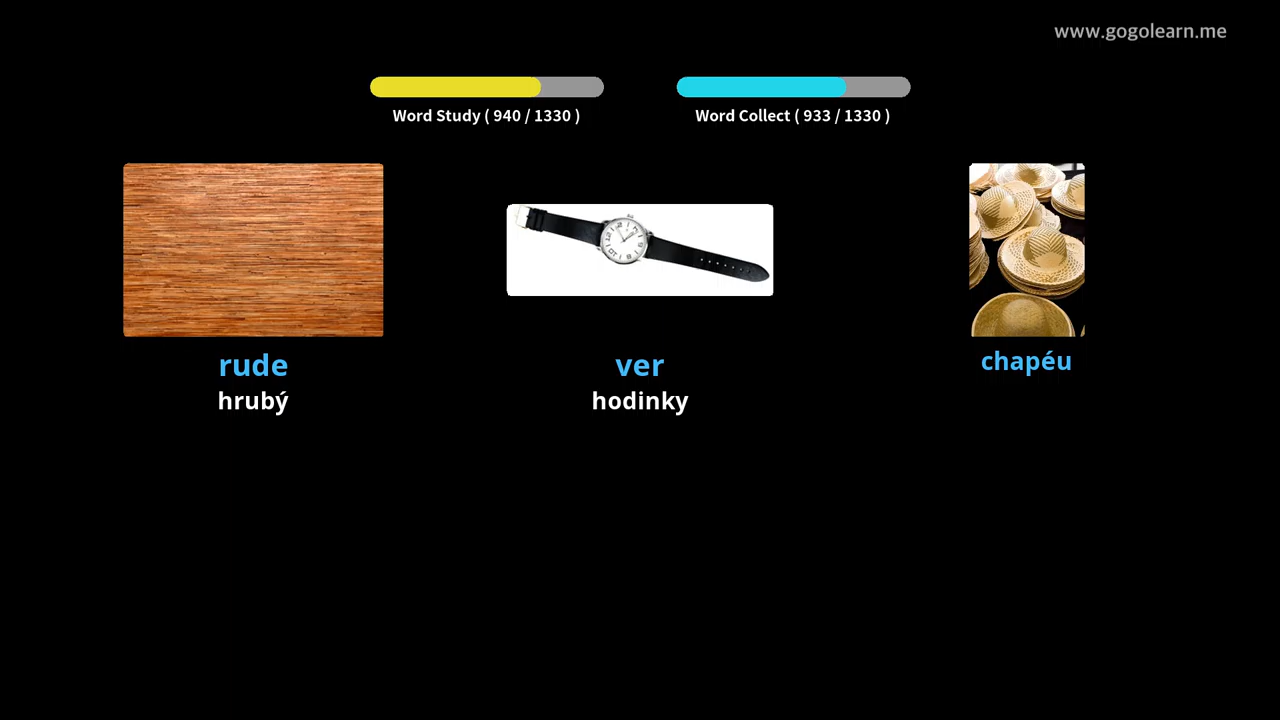 www.gogolearn.me
Word Study ( 940 / 1330 )
Word Collect ( 933 / 1330 )
rude
hrubý
ver
hodinky
chapéu